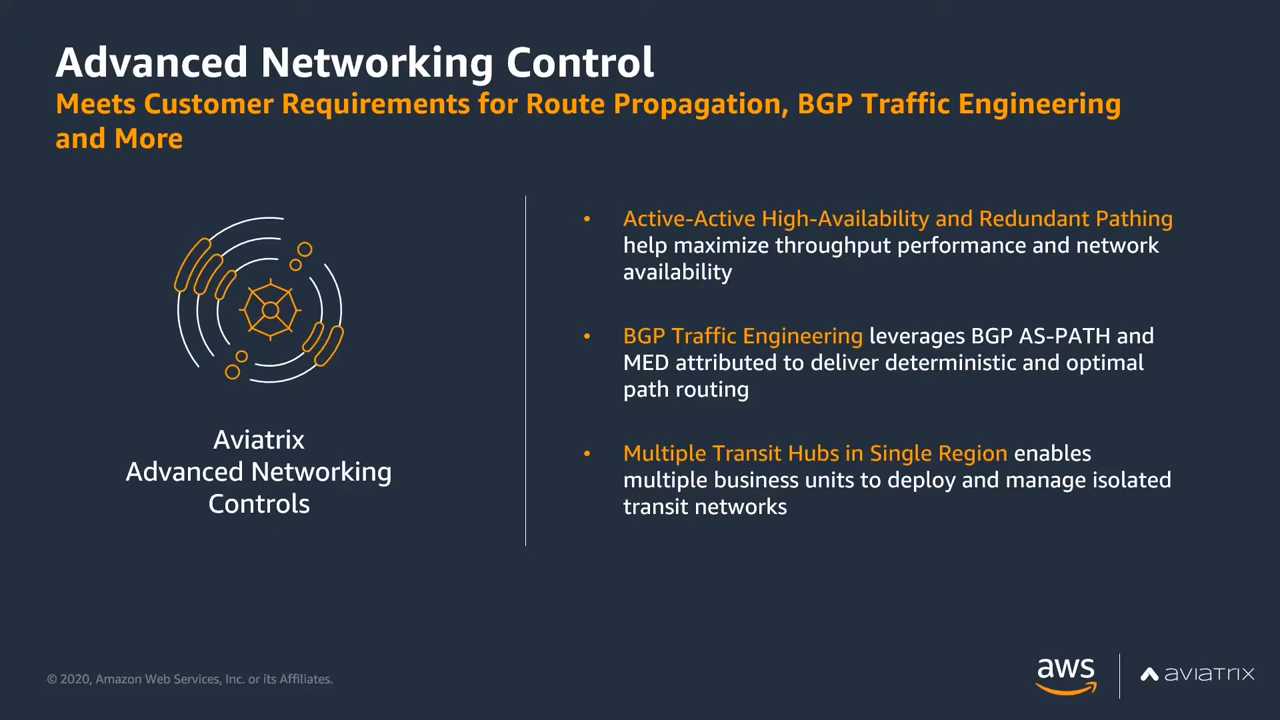 Advanced Networking Control
Meets Customer Requirements for Route Propagation, BGP Traffic Engineering
and More
Aviatrix
Advanced Networking
Controls
• Active-Active High-Availability and Redundant Pathing
help maximize throughput performance and network
availability
• BGP Traffic Engineering leverages BGP AS-PATH and
MED attributed to deliver deterministic and optimal
path routing
• Multiple Transit Hubs in Single Region enables
multiple business units to deploy and manage isolated
transit networks
© 2020, Amazon Web Services, Inc. or its Affiliates.
aws
aviatrix